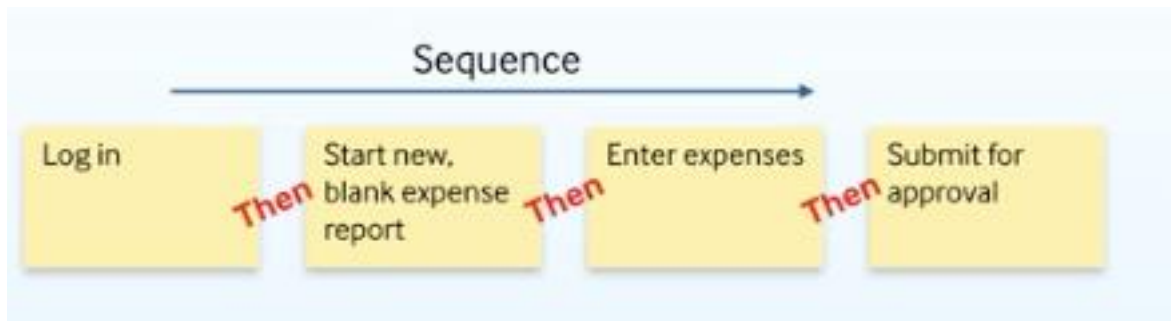 Sequence
Log in
Then
Start new,
blank expense
report
Then
Enter expenses
Then
Submit for
approval